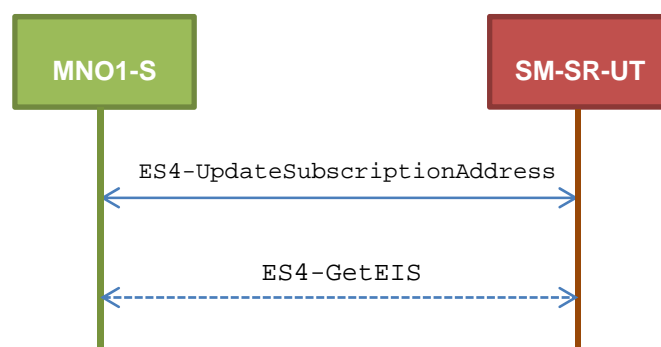 MNO1-S
SM-SR-UT
ES4-UpdateSubscriptionAddress
ES4-GetEIS